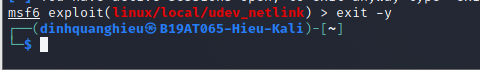 msf6 exploit(linux/local/udev_netlink) > exit -y
┌──(dinhquanghieu㉿B19AT065-Hieu-Kali)-[~]
└─$